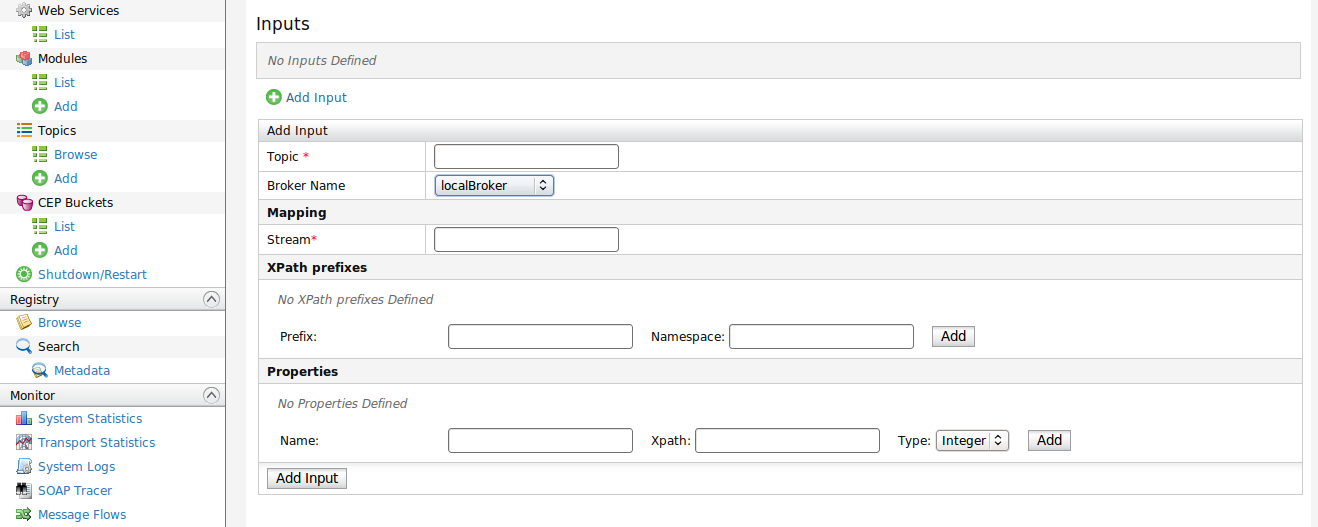 Web Services
List
Modules
List
Add
Topics
Browse
Add
CEP Buckets
List
Add
Shutdown/Restart
Registry
Browse
Search
Metadata
Monitor
System Statistics
Transport Statistics
System Logs
SOAP Tracer
Message Flows
Inputs
No Inputs Defined
Add Input
Add Input
Topic *
Broker Name localBroker
Mapping
Stream*
XPath prefixes
No XPath prefixes Defined
Prefix: Namespace: Add
Properties
No Properties Defined
Name: Xpath: Type: Integer Add
Add Input